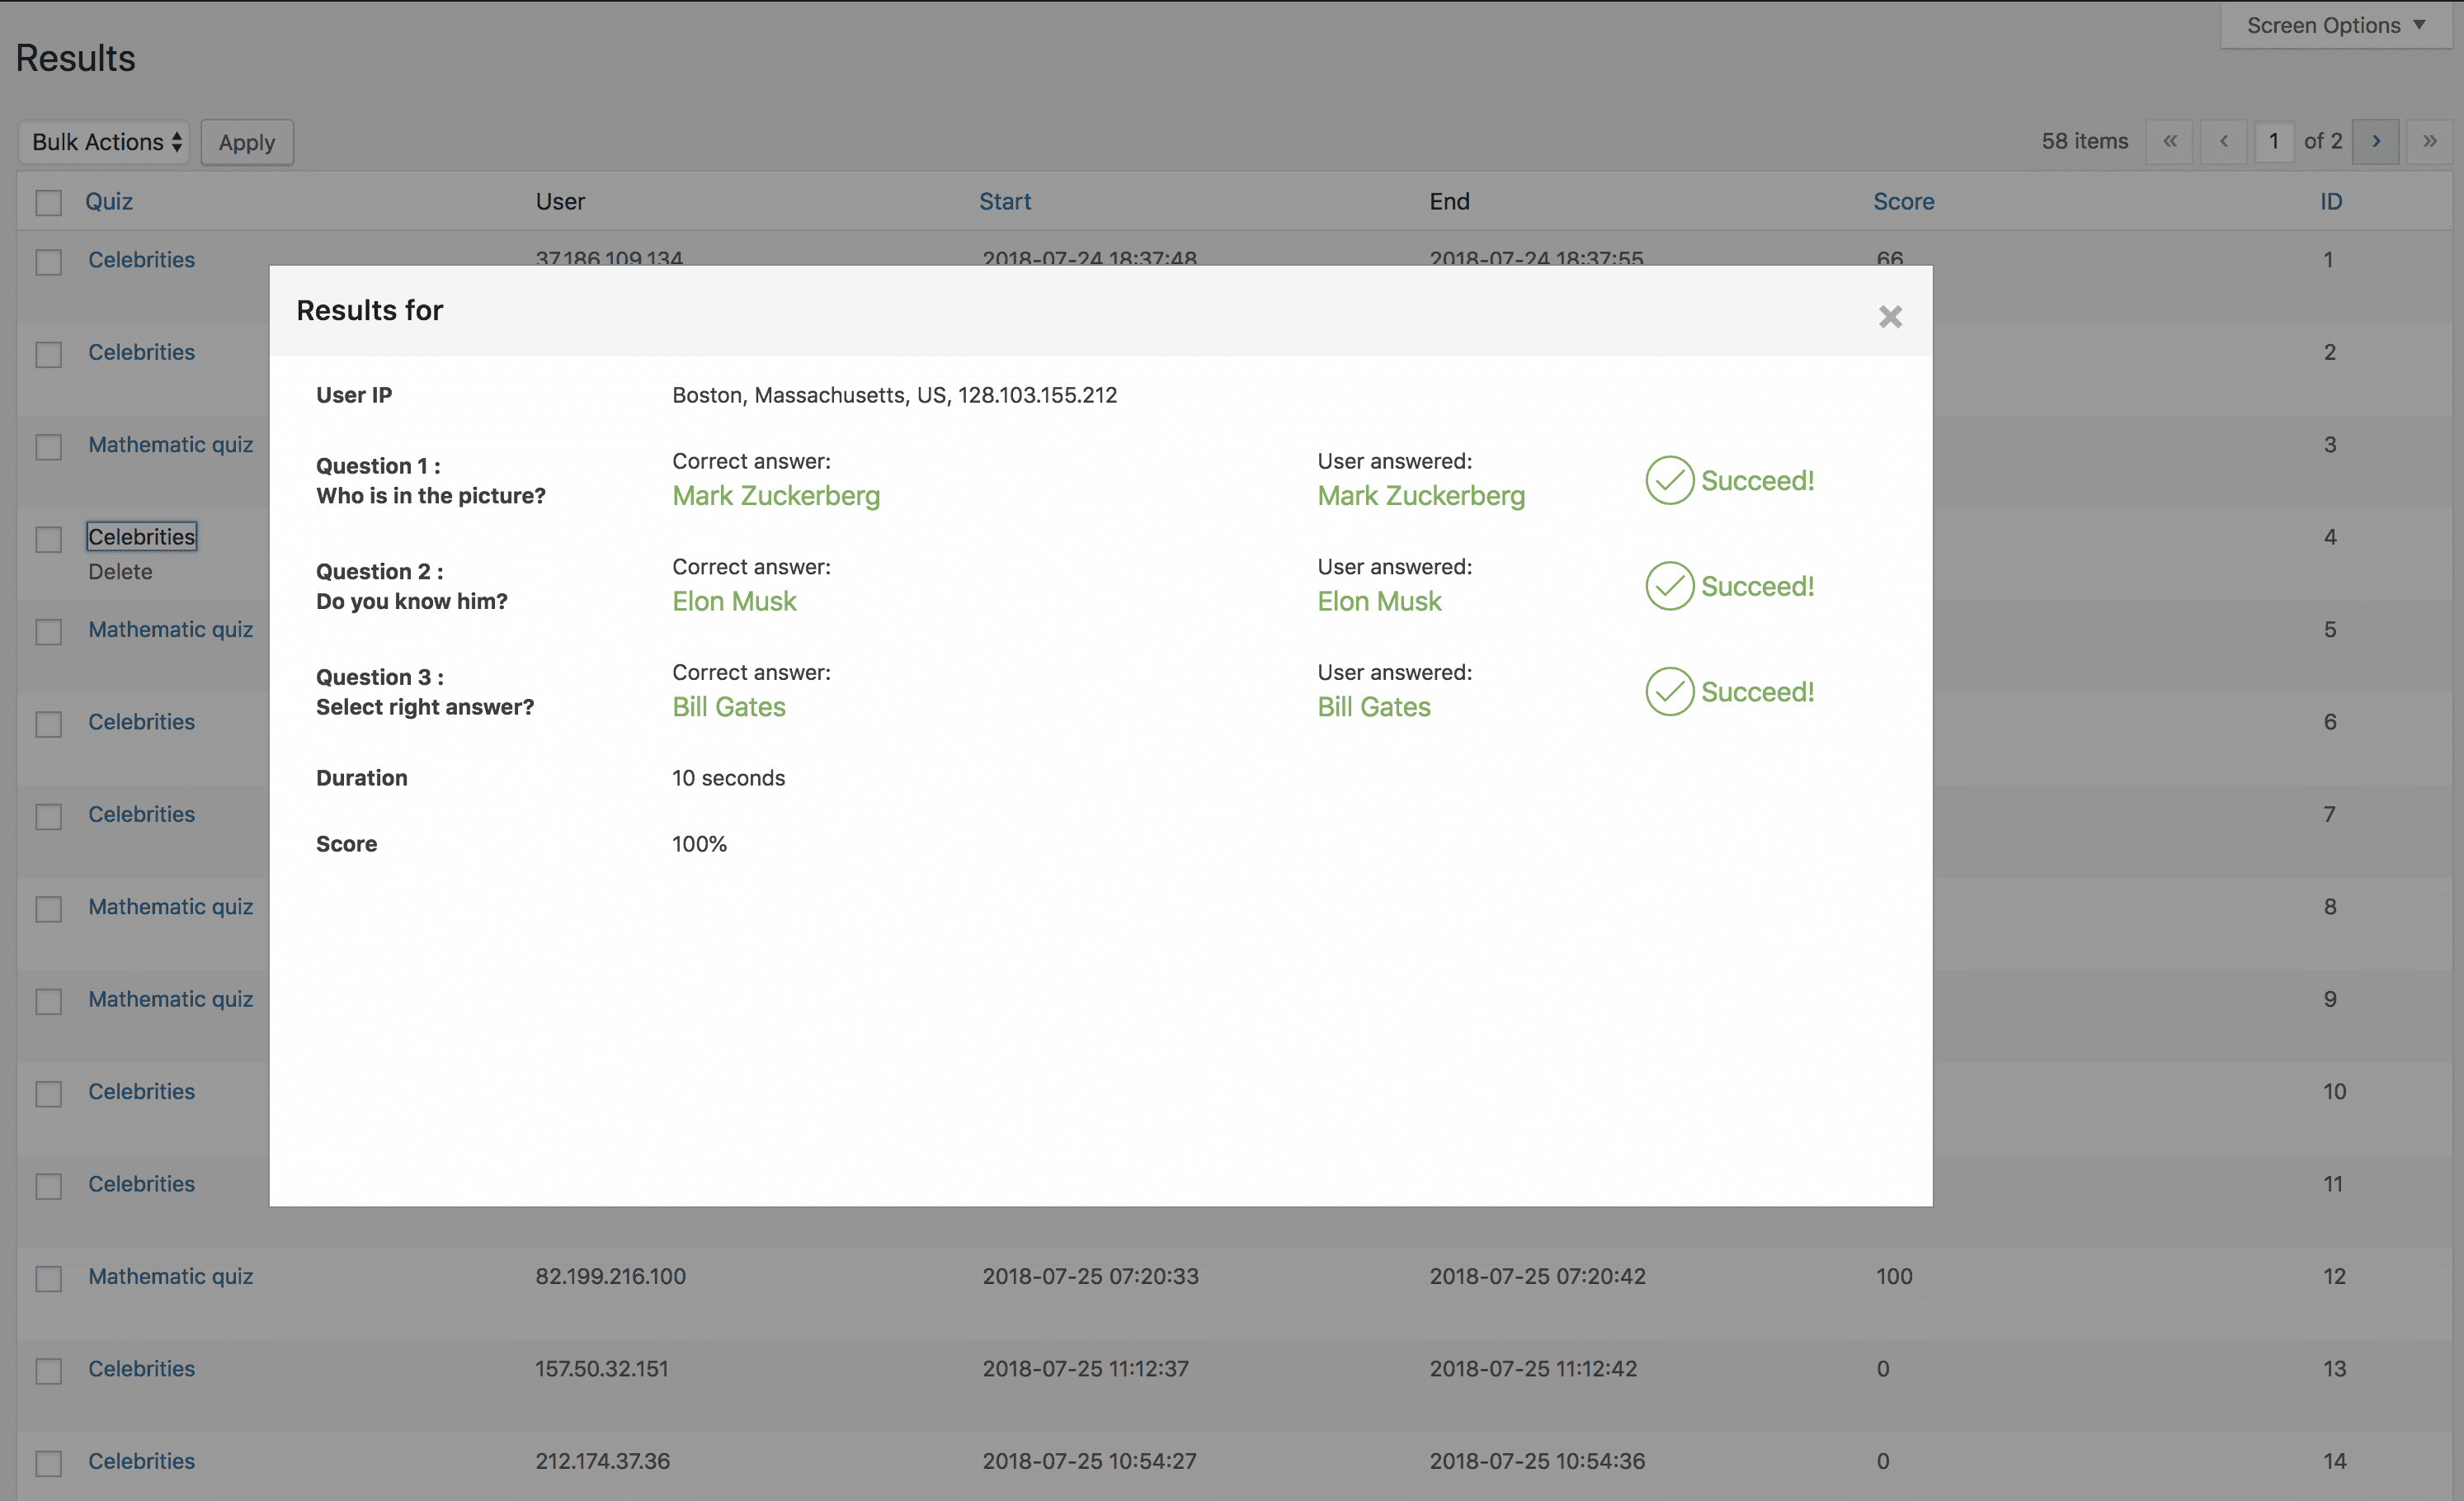 Screen Options
Results
Bulk Actions Apply 58 items « ‹ 1 of 2 › »
Quiz User Start End Score ID
Celebrities 37.186.109.134 2018-07-24 18:37:48 2018-07-24 18:37:55 66 1
Results for
Celebrities 2
User IP Boston, Massachusetts, US, 128.103.155.212
Mathematic quiz 3
Question 1 : Correct answer: User answered:
Who is in the picture? Mark Zuckerberg Mark Zuckerberg Succeed!
Celebrities 4
Delete
Question 2 : Correct answer: User answered:
Do you know him? Elon Musk Elon Musk Succeed!
Mathematic quiz 5
Question 3 : Correct answer: User answered:
Select right answer? Bill Gates Bill Gates Succeed!
Celebrities 6
Duration 10 seconds
Celebrities 7
Score 100%
Mathematic quiz 8
Mathematic quiz 9
Celebrities 10
Celebrities 11
Mathematic quiz 82.199.216.100 2018-07-25 07:20:33 2018-07-25 07:20:42 100 12
Celebrities 157.50.32.151 2018-07-25 11:12:37 2018-07-25 11:12:42 0 13
Celebrities 212.174.37.36 2018-07-25 10:54:27 2018-07-25 10:54:36 0 14